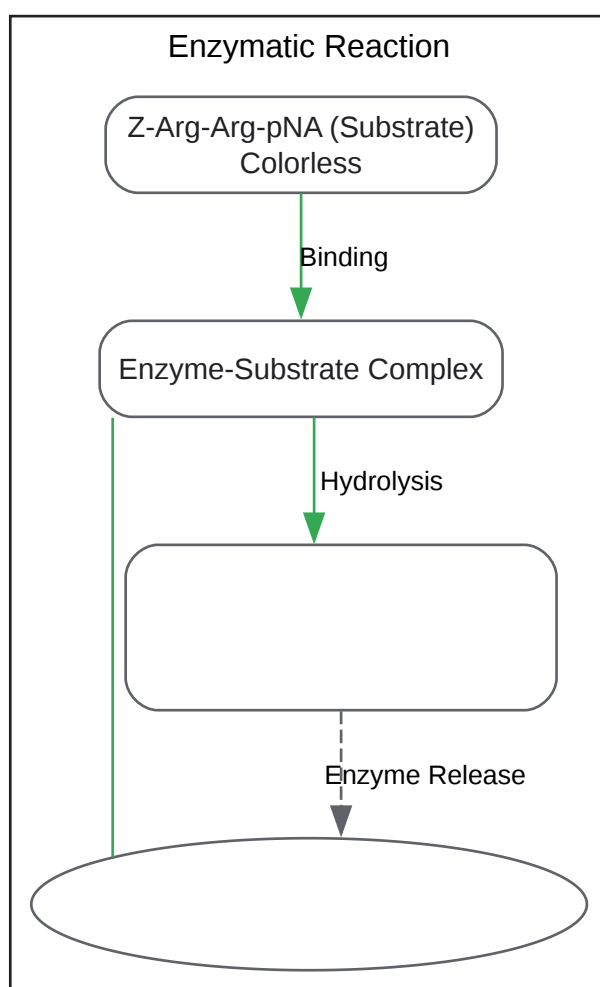 Enzymatic Reaction
Z-Arg-Arg-pNA (Substrate)
Colorless
Binding
Enzyme-Substrate Complex
Hydrolysis
Enzyme Release